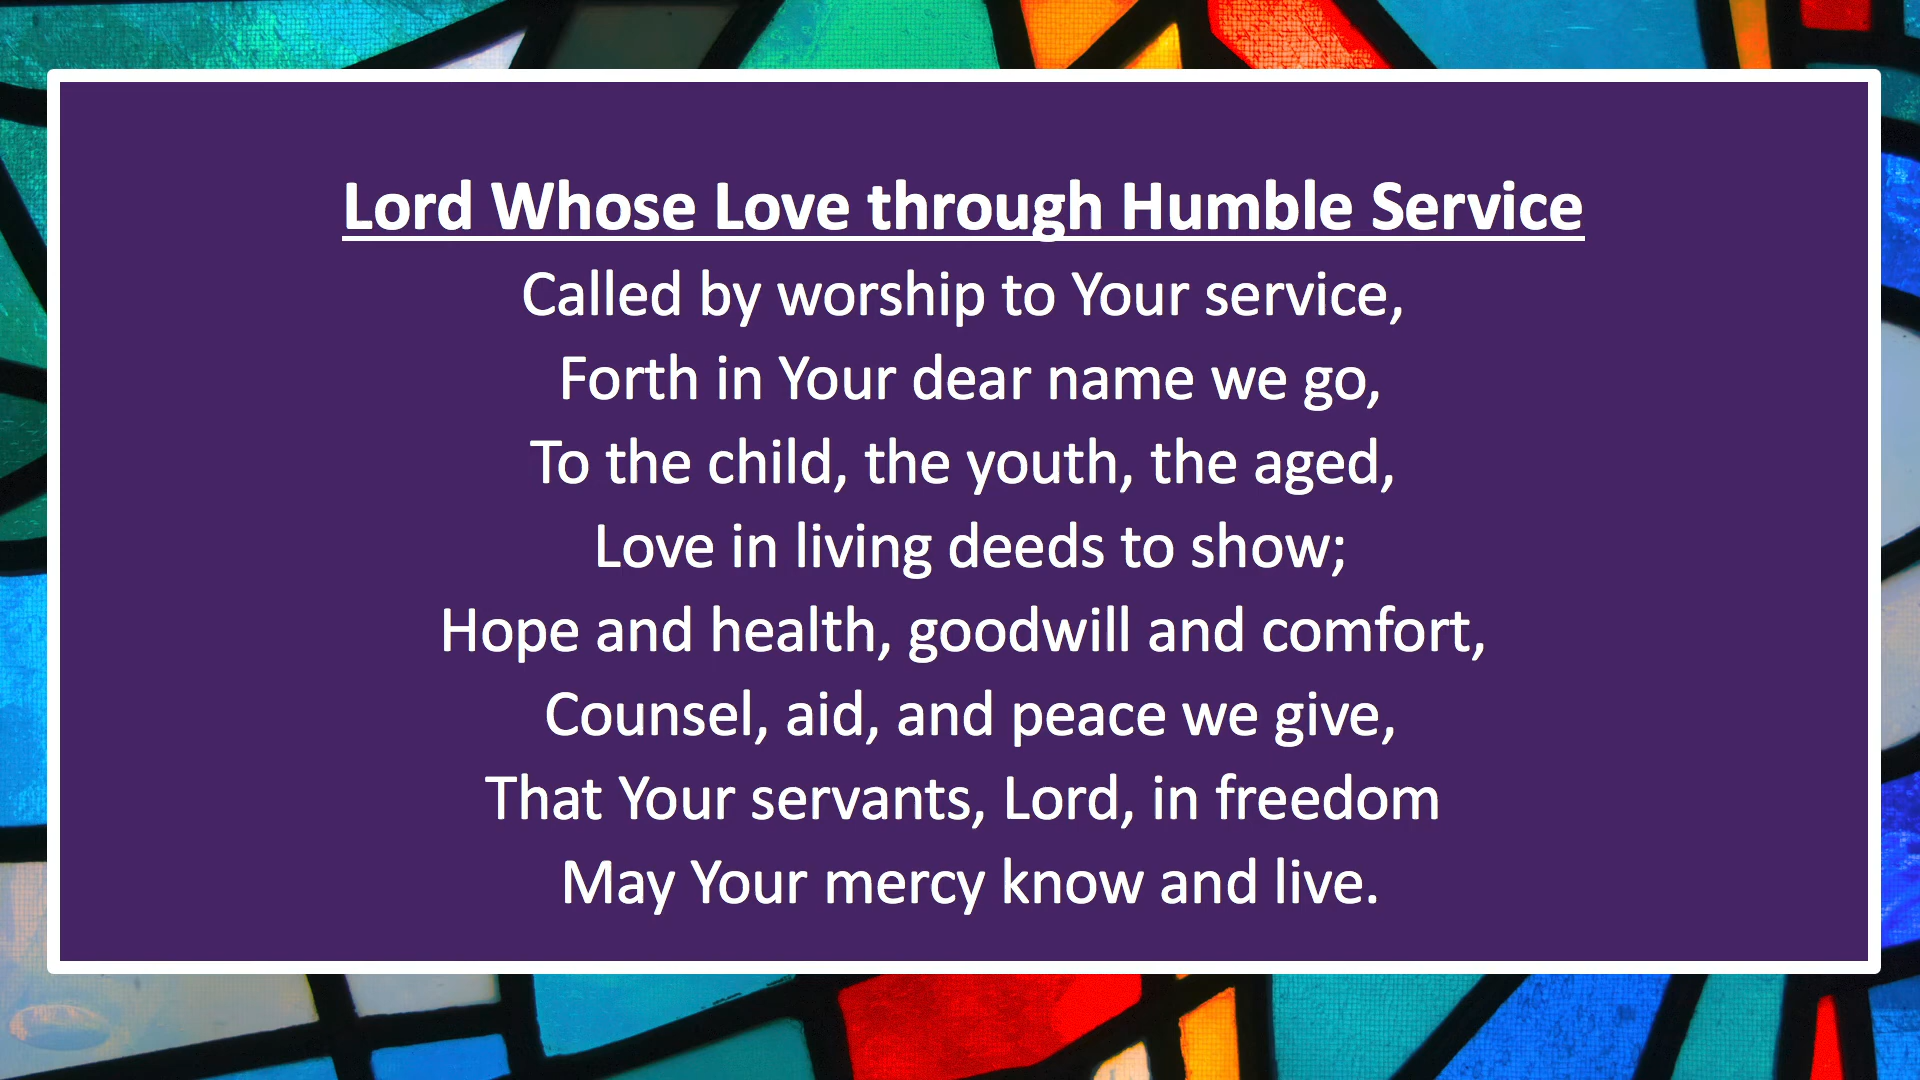 Lord Whose Love through Humble Service
Called by worship to Your service,
Forth in Your dear name we go,
To the child, the youth, the aged,
Love in living deeds to show;
Hope and health, goodwill and comfort,
Counsel, aid, and peace we give,
That Your servants, Lord, in freedom
May Your mercy know and live.